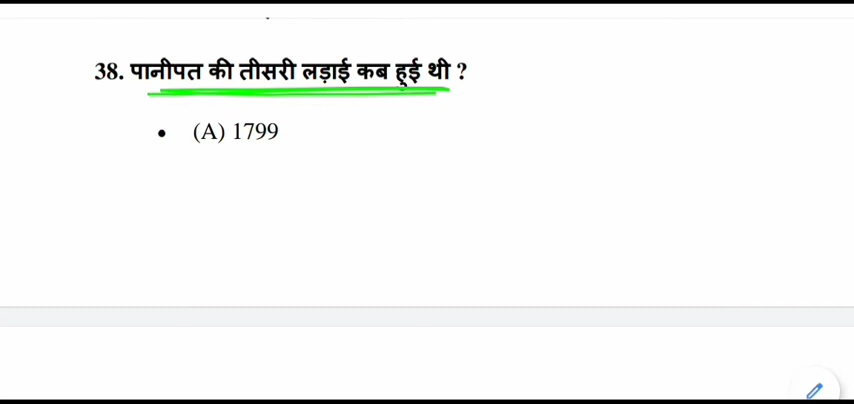 38. पानीपत की तीसरी लड़ाई कब हुई थी ?
• (A) 1799